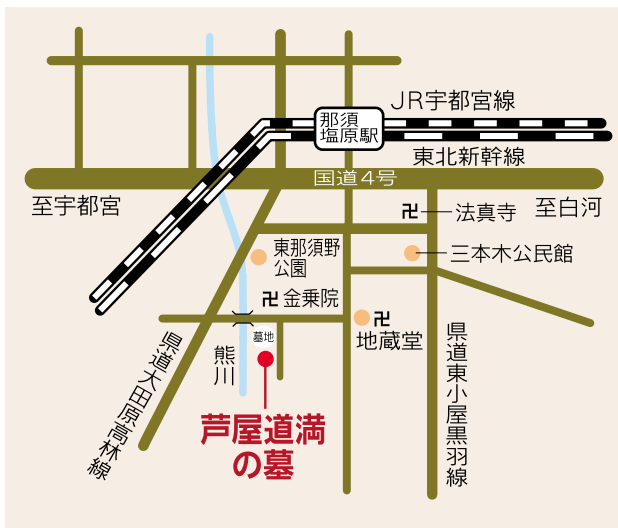 JR宇都宮線
那須
塩原駅
東北新幹線
国道4号
至宇都宮
卍
法真寺
至白河
東那須野
公園
三本木公民館
卍金乗院
卍
地蔵堂
墓地
熊川
県道大田原高林線
県道東小屋黒羽線
芦屋道満
の墓